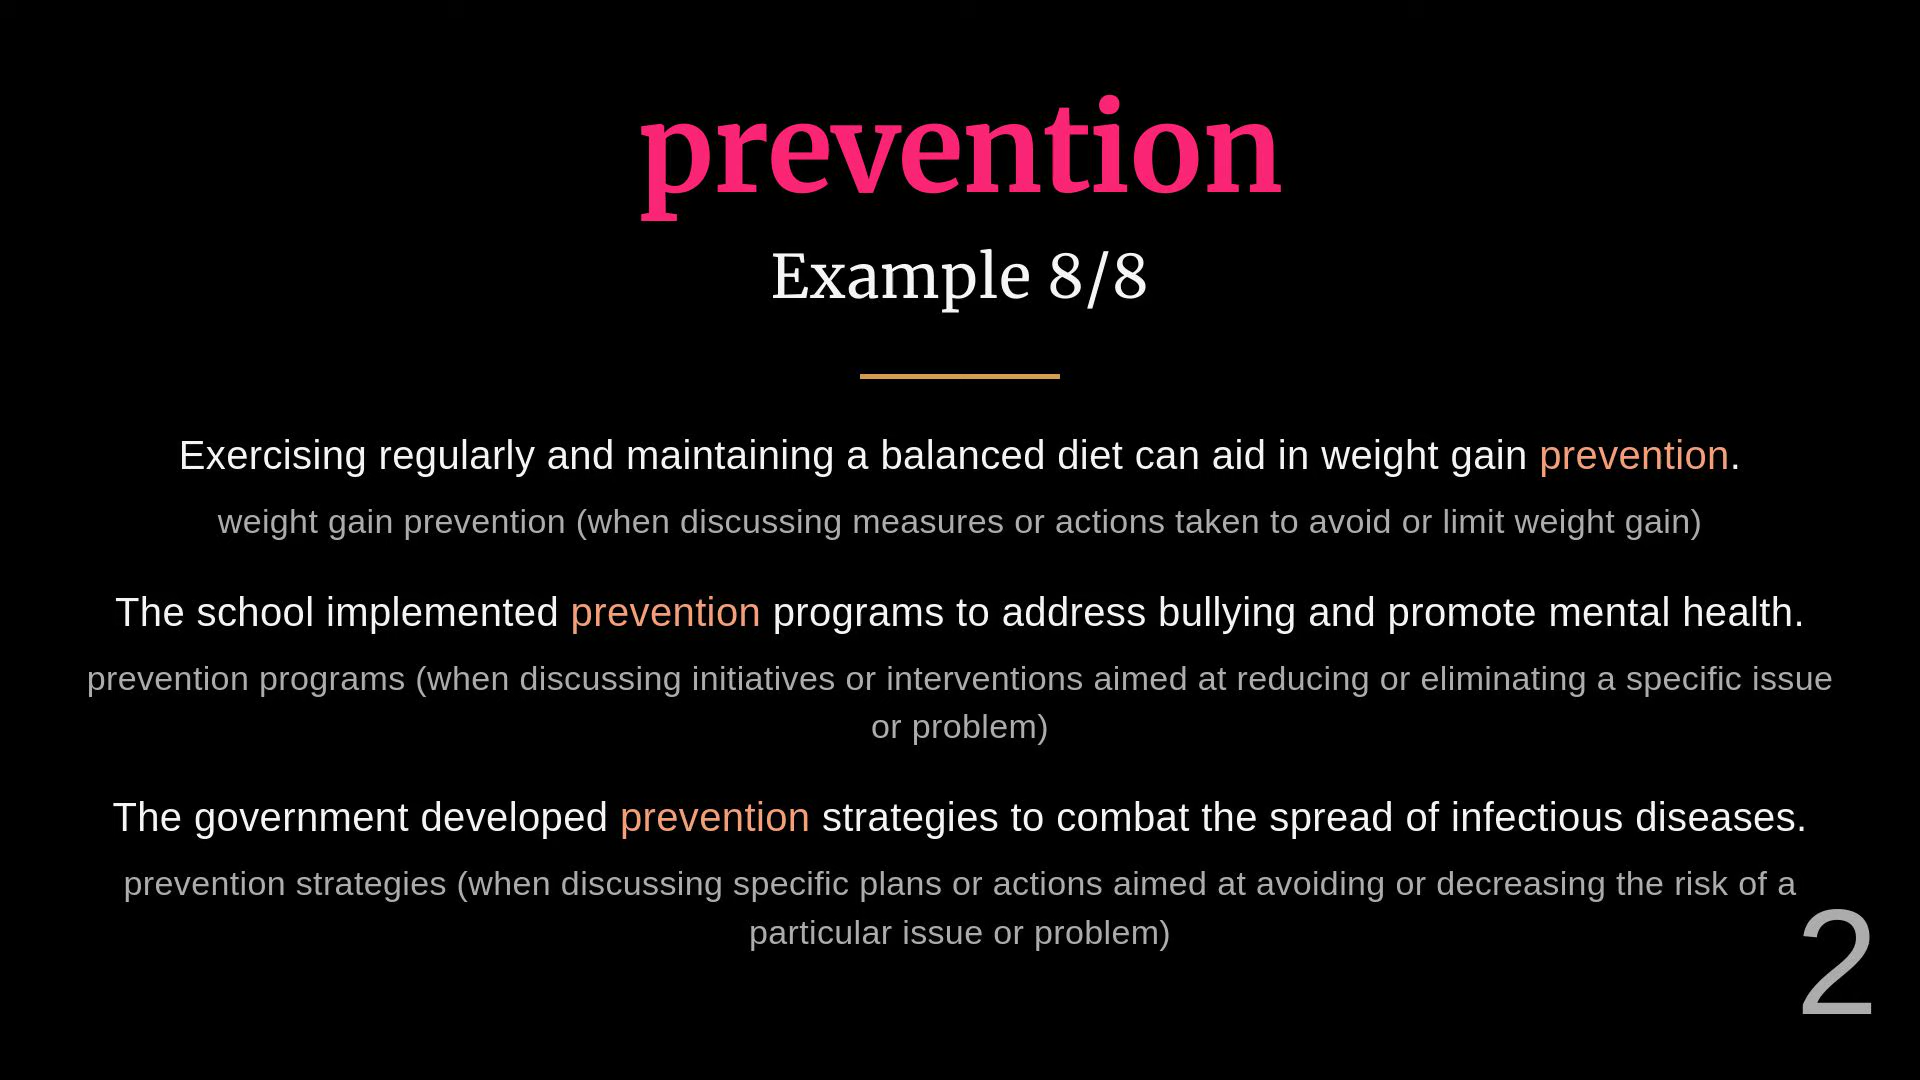 prevention
Example 8/8
Exercising regularly and maintaining a balanced diet can aid in weight gain prevention.
weight gain prevention (when discussing measures or actions taken to avoid or limit weight gain)
The school implemented prevention programs to address bullying and promote mental health.
prevention programs (when discussing initiatives or interventions aimed at reducing or eliminating a specific issue
or problem)
The government developed prevention strategies to combat the spread of infectious diseases.
prevention strategies (when discussing specific plans or actions aimed at avoiding or decreasing the risk of a
particular issue or problem)
2